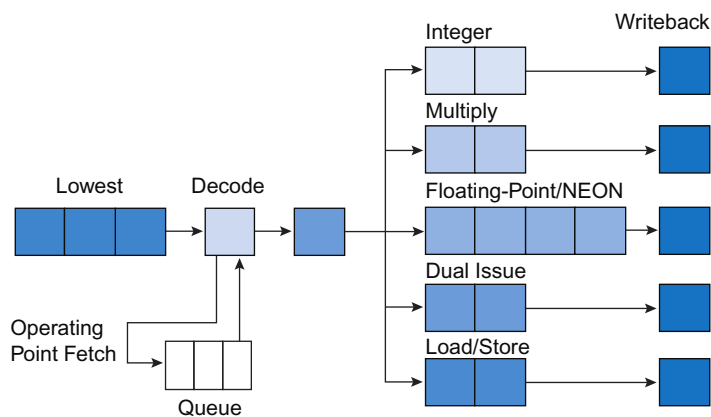 Integer
Writeback
Multiply
Lowest
Decode
Floating-Point/NEON
Dual Issue
Operating
Point Fetch
Load/Store
Queue